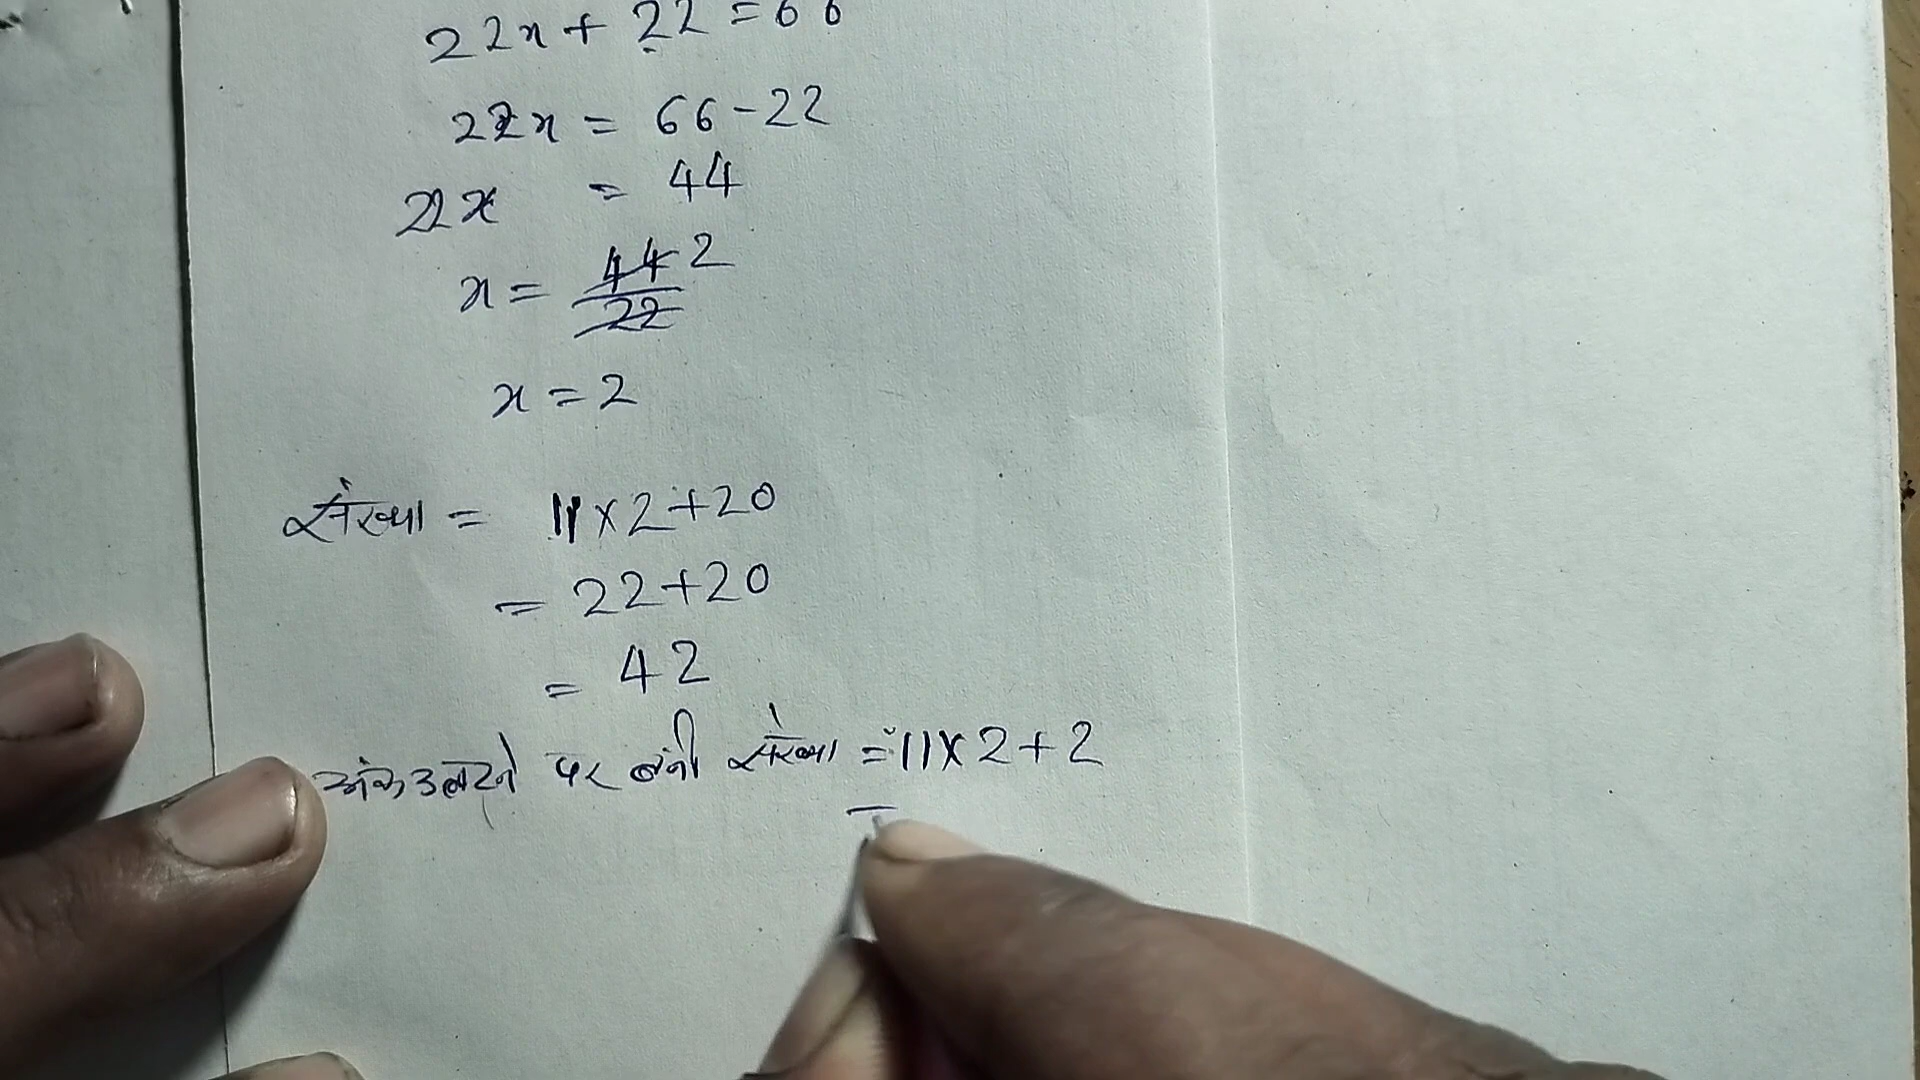 22x + 22 = 66
22x = 66 - 22
22x = 44
x = 44/22 2
x = 2
संख्या = 11 × 2 + 20
= 22 + 20
= 42
अंक उलटने पर बनी संख्या = 11 × 2 + 2